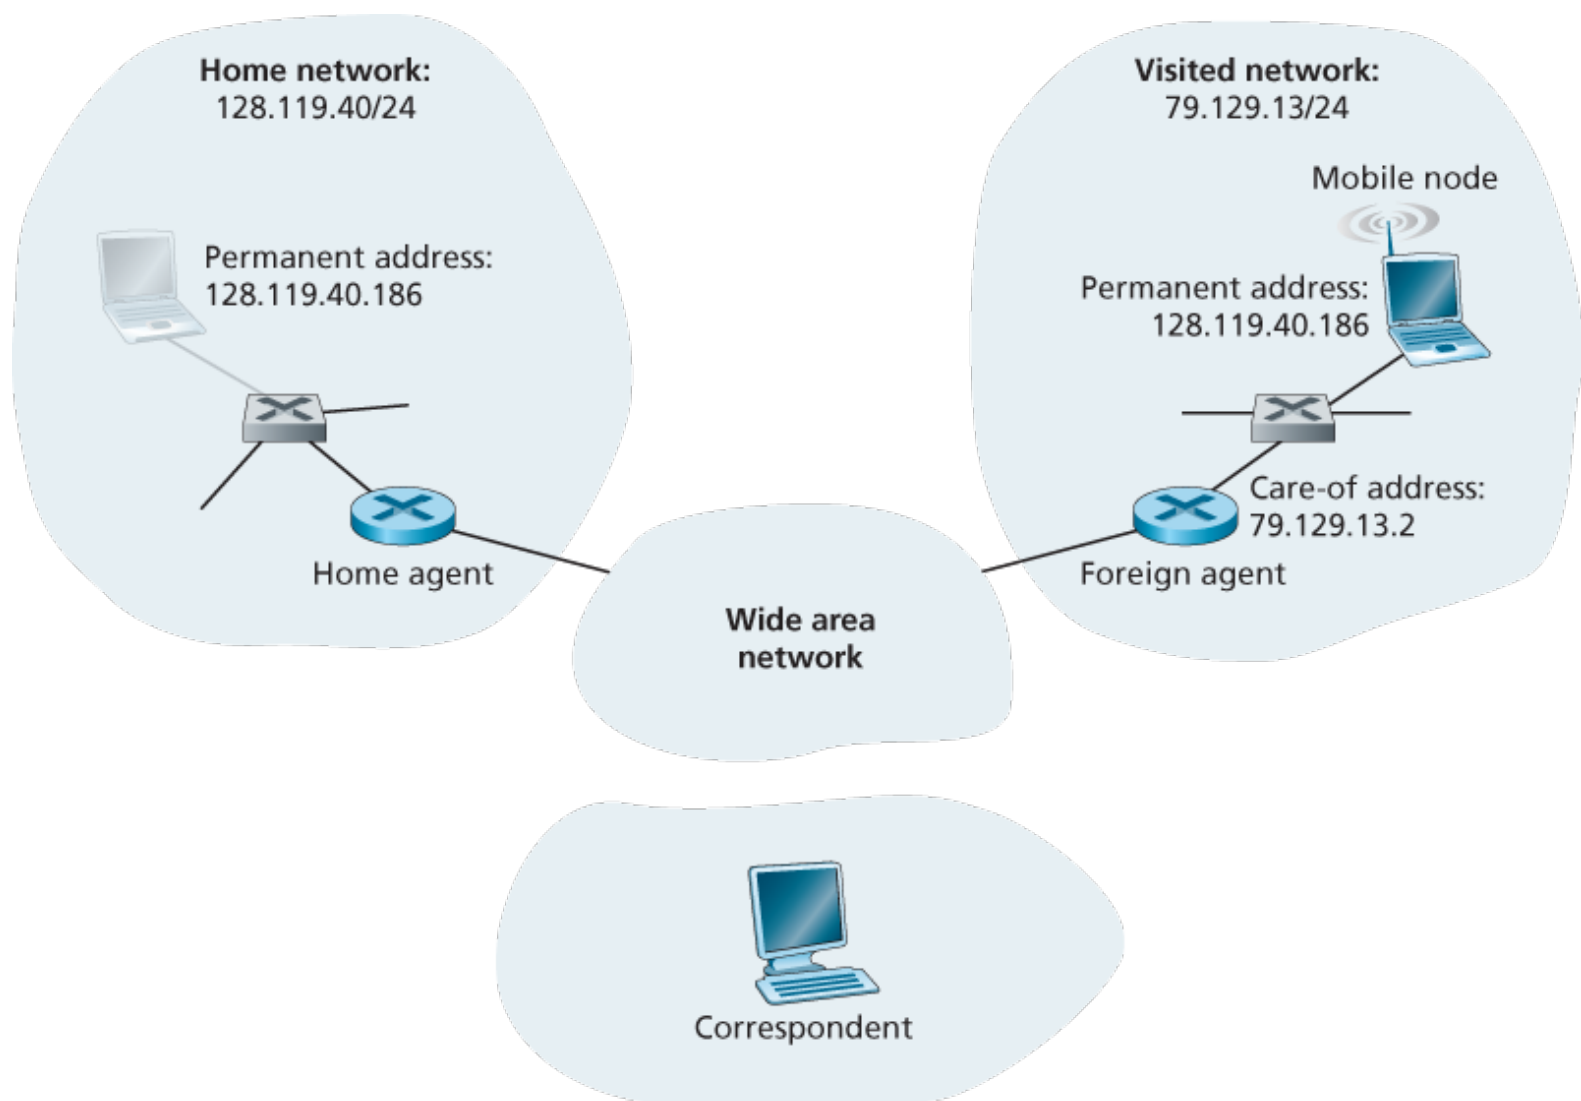 Home network:
128.119.40/24
Permanent address:
128.119.40.186
Home agent
Visited network:
79.129.13/24
Mobile node
Permanent address:
128.119.40.186
Care-of address:
79.129.13.2
Foreign agent
Wide area
network
Correspondent